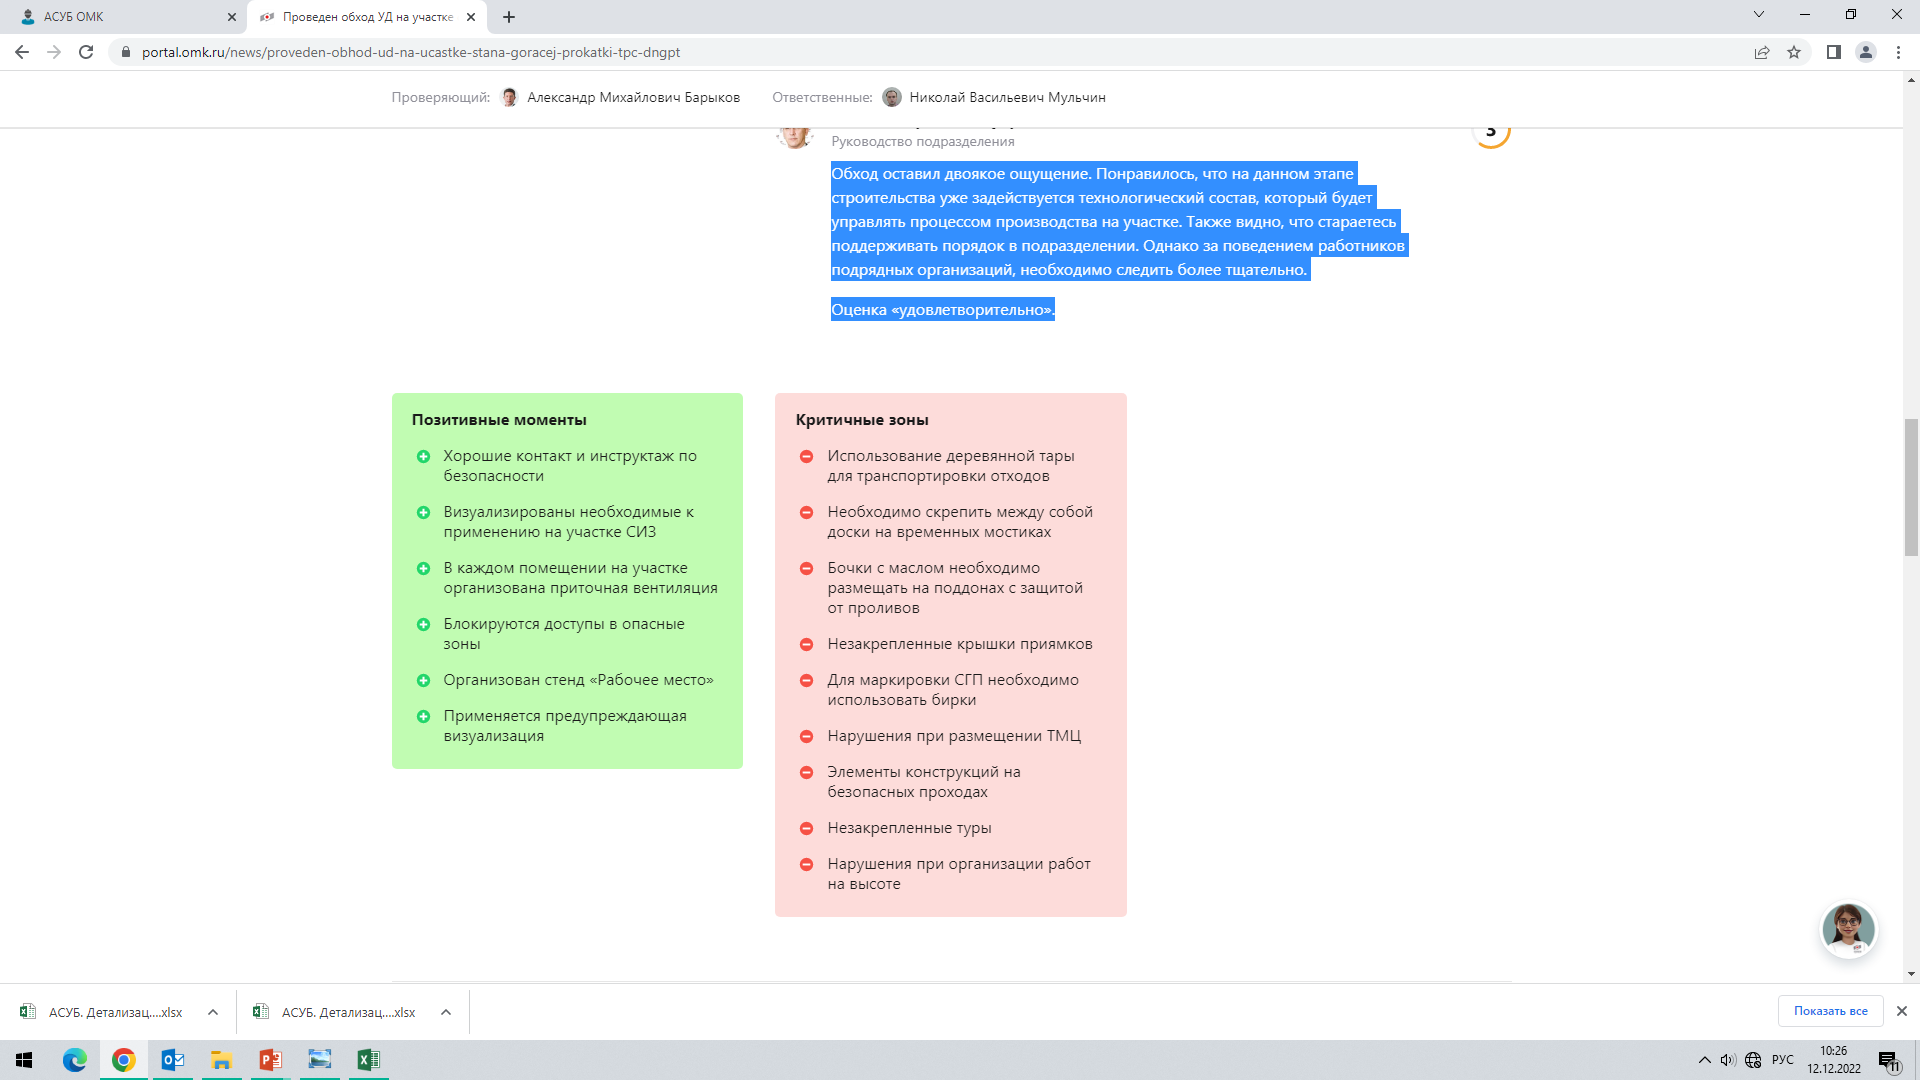 АСУБ ОМК
Проведен обход УД на участке
portal.omk.ru/news/proveden-obhod-ud-na-ucastke-stana-goracej-prokatki-tpc-dngpt
Проверяющий: Александр Михайлович Барыков Ответственные: Николай Васильевич Мульчин
3
Руководство подразделения
Обход оставил двоякое ощущение. Понравилось, что на данном этапе
строительства уже задействуется технологический состав, который будет
управлять процессом производства на участке. Также видно, что стараетесь
поддерживать порядок в подразделении. Однако за поведением работников
подрядных организаций, необходимо следить более тщательно.
Оценка «удовлетворительно».
Позитивные моменты
Хорошие контакт и инструктаж по
безопасности
Визуализированы необходимые к
применению на участке СИЗ
В каждом помещении на участке
организована приточная вентиляция
Блокируются доступы в опасные
зоны
Организован стенд «Рабочее место»
Применяется предупреждающая
визуализация
Критичные зоны
Использование деревянной тары
для транспортировки отходов
Необходимо скрепить между собой
доски на временных мостиках
Бочки с маслом необходимо
размещать на поддонах с защитой
от проливов
Незакрепленные крышки приямков
Для маркировки СГП необходимо
использовать бирки
Нарушения при размещении ТМЦ
Элементы конструкций на
безопасных проходах
Незакрепленные туры
Нарушения при организации работ
на высоте
АСУБ. Детализац....xlsx
АСУБ. Детализац....xlsx
Показать все
РУС
10:26
12.12.2022
11